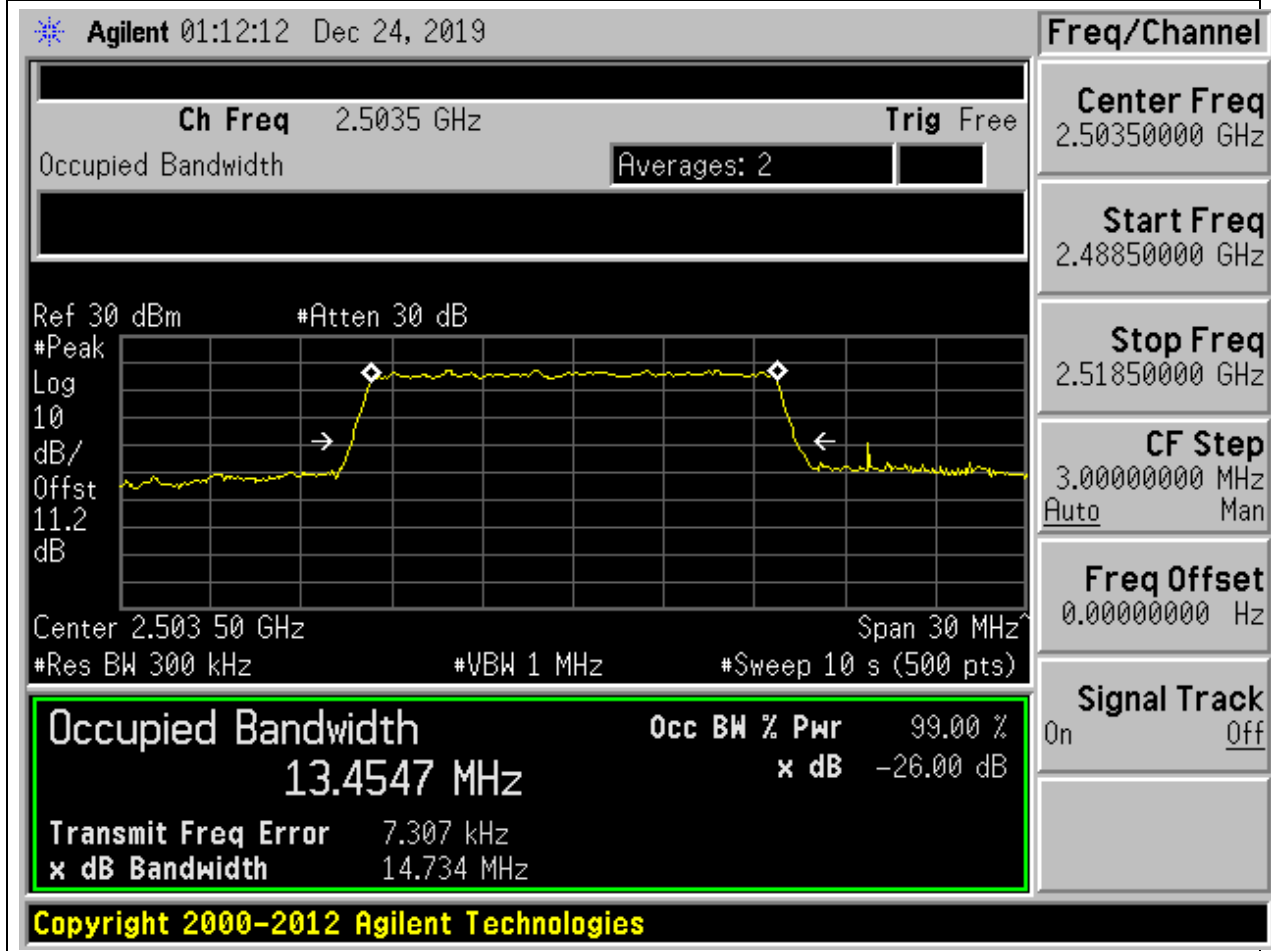 Agilent 01:12:12 Dec 24, 2019
Ch Freq 2.5035 GHz Trig Free
Occupied Bandwidth Averages: 2
Ref 30 dBm #Atten 30 dB
#Peak
Log
10
dB/
Offst
11.2
dB
Center 2.503 50 GHz Span 30 MHz^
#Res BW 300 kHz #VBW 1 MHz #Sweep 10 s (500 pts)
Occupied Bandwidth Occ BW % Pwr 99.00 %
13.4547 MHz x dB -26.00 dB
Transmit Freq Error 7.307 kHz
x dB Bandwidth 14.734 MHz
Copyright 2000-2012 Agilent Technologies
Freq/Channel
Center Freq
2.50350000 GHz
Start Freq
2.48850000 GHz
Stop Freq
2.51850000 GHz
CF Step
3.00000000 MHz
Auto Man
Freq Offset
0.00000000 Hz
Signal Track
On Off